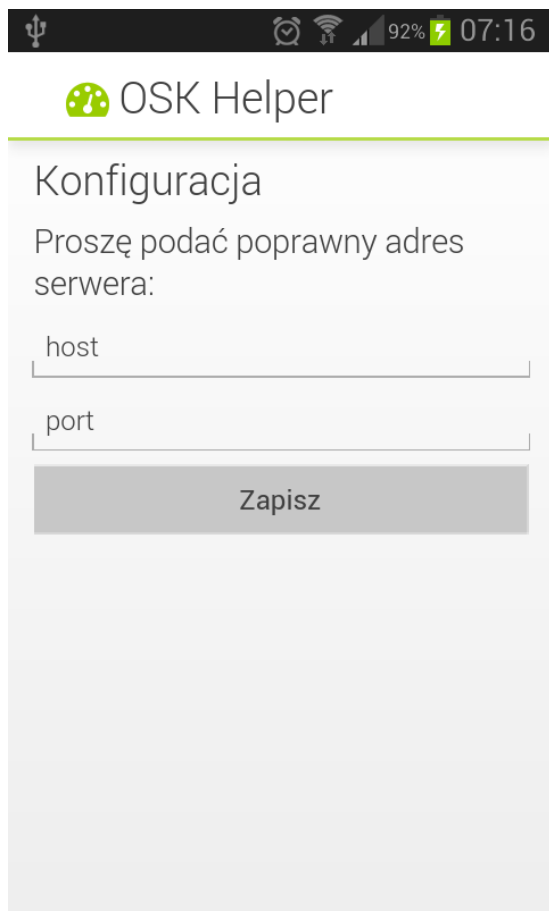 92% 07:16
OSK Helper
Konfiguracja
Proszę podać poprawny adres
serwera:
host
port
Zapisz